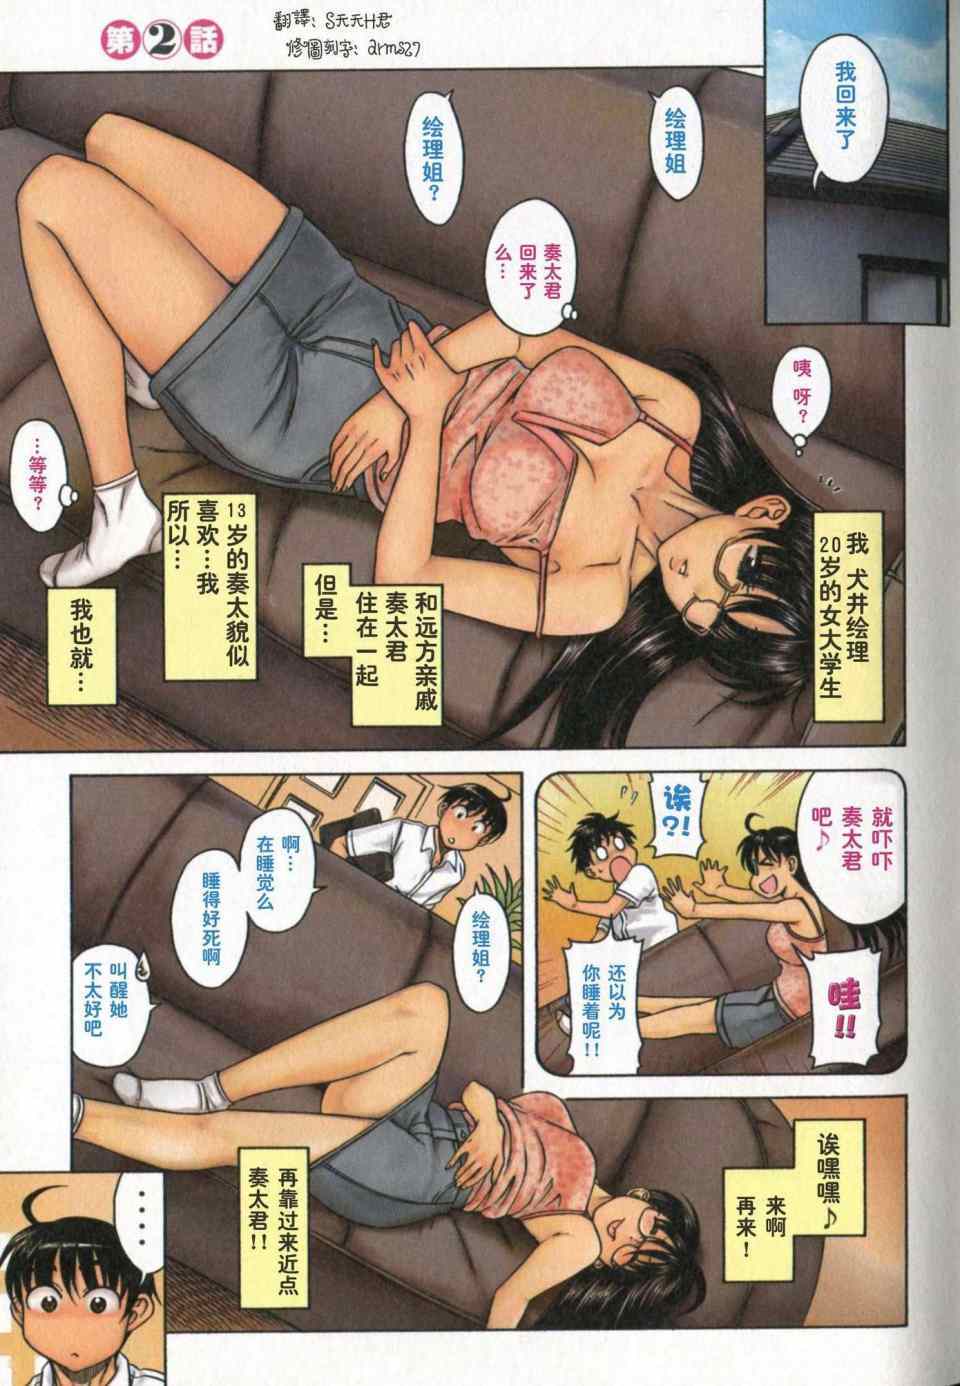 第2話
翻譯：S天天H君
修圖刻字：arms27
我回来了
绘理姐
绘理姐？
奏太君
回来了
么…
咦呀？
…等等？
我 犬井绘理
20岁的女大学生
和远方亲戚
奏太君
住在一起
但是…
13岁的奏太貌似
喜欢…我
所以…
我也就…
就吓吓
奏太君
吧♪
诶?!
哇!!
还以为
你睡着呢!!
绘理姐？
啊…
在睡觉么
睡得好死啊
叫醒她
不太好吧
诶嘿嘿♪
来啊
再来！
再靠过来近点
奏太君!!
……